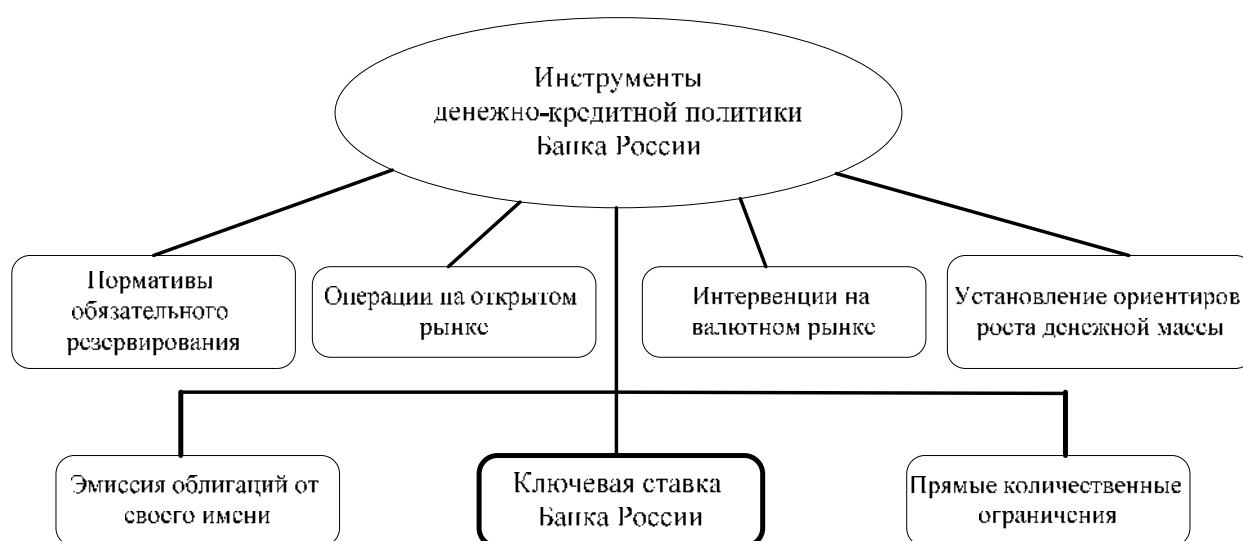 Инструменты
денежно-кредитной политики
Банка России
Нормативы
обязательного
резервирования
Операции на открытом
рынке
Интервенции на
валютном рынке
Установление ориентиров
роста денежной массы
Эмиссия облигаций от
своего имени
Ключевая ставка
Банка России
Прямые количественные
ограничения